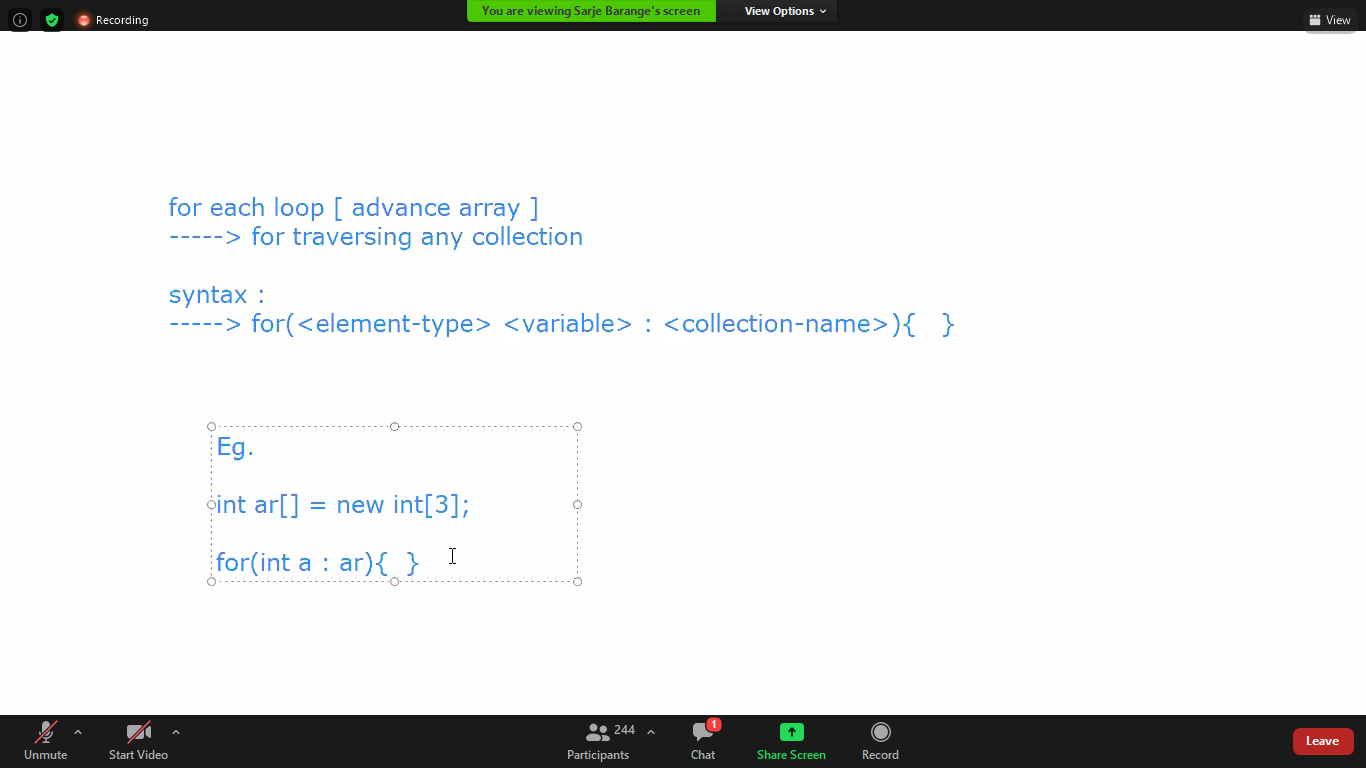 Recording
You are viewing Sarje Barange's screen
View Options
View
for each loop [ advance array ]
-----> for traversing any collection
syntax :
-----> for(<element-type> <variable> : <collection-name>){  }
Eg.
int ar[] = new int[3];
for(int a : ar){  }
Unmute
Start Video
244
Participants
1
Chat
Share Screen
Record
Leave